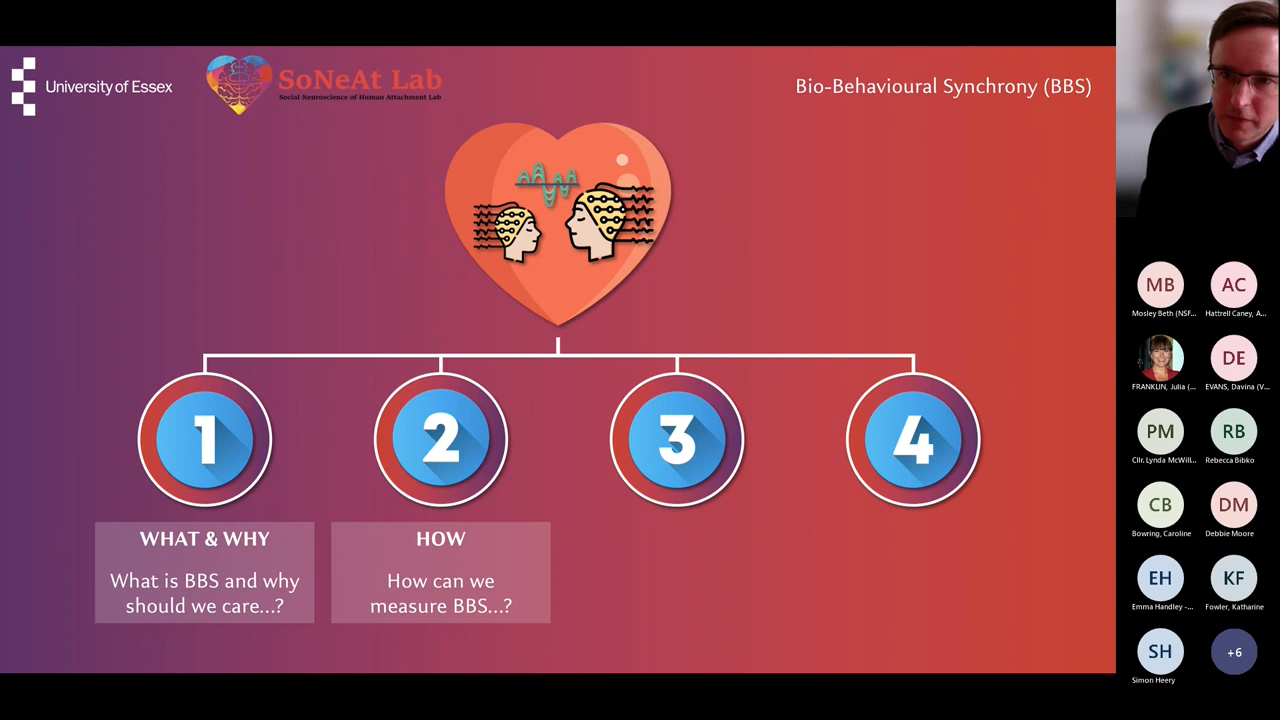 University of Essex
SoNeAt Lab
Social Neuroscience of Human Attachment Lab
Bio-Behavioural Synchrony (BBS)
1
2
3
4
WHAT & WHY
What is BBS and why
should we care...?
HOW
How can we
measure BBS...?
MB
Mosley Beth (NSF...
AC
Hattrell Caney, A...
FRANKLIN, Julia (...
DE
EVANS, Davina (V...
PM
Cllr. Lynda McWill...
RB
Rebecca Bibko
CB
Bowring, Caroline
DM
Debbie Moore
EH
Emma Handley -...
KF
Fowler, Katharine
SH
Simon Heery
+6